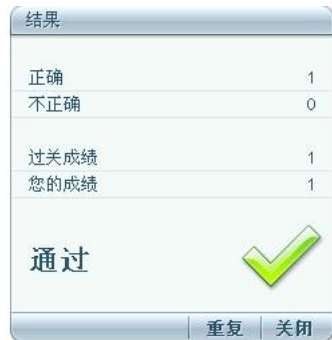 结果
正确 1
不正确 0
过关成绩 1
您的成绩 1
通过
重复 关闭